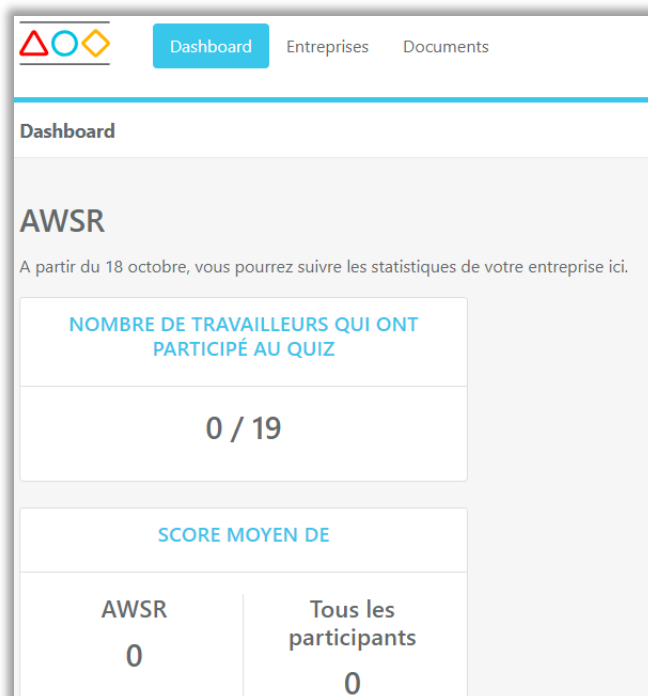 Dashboard Entreprises Documents
Dashboard
AWSR
A partir du 18 octobre, vous pourrez suivre les statistiques de votre entreprise ici.
NOMBRE DE TRAVAILLEURS QUI ONT
PARTICIPÉ AU QUIZ
0 / 19
SCORE MOYEN DE
AWSR
0
Tous les
participants
0